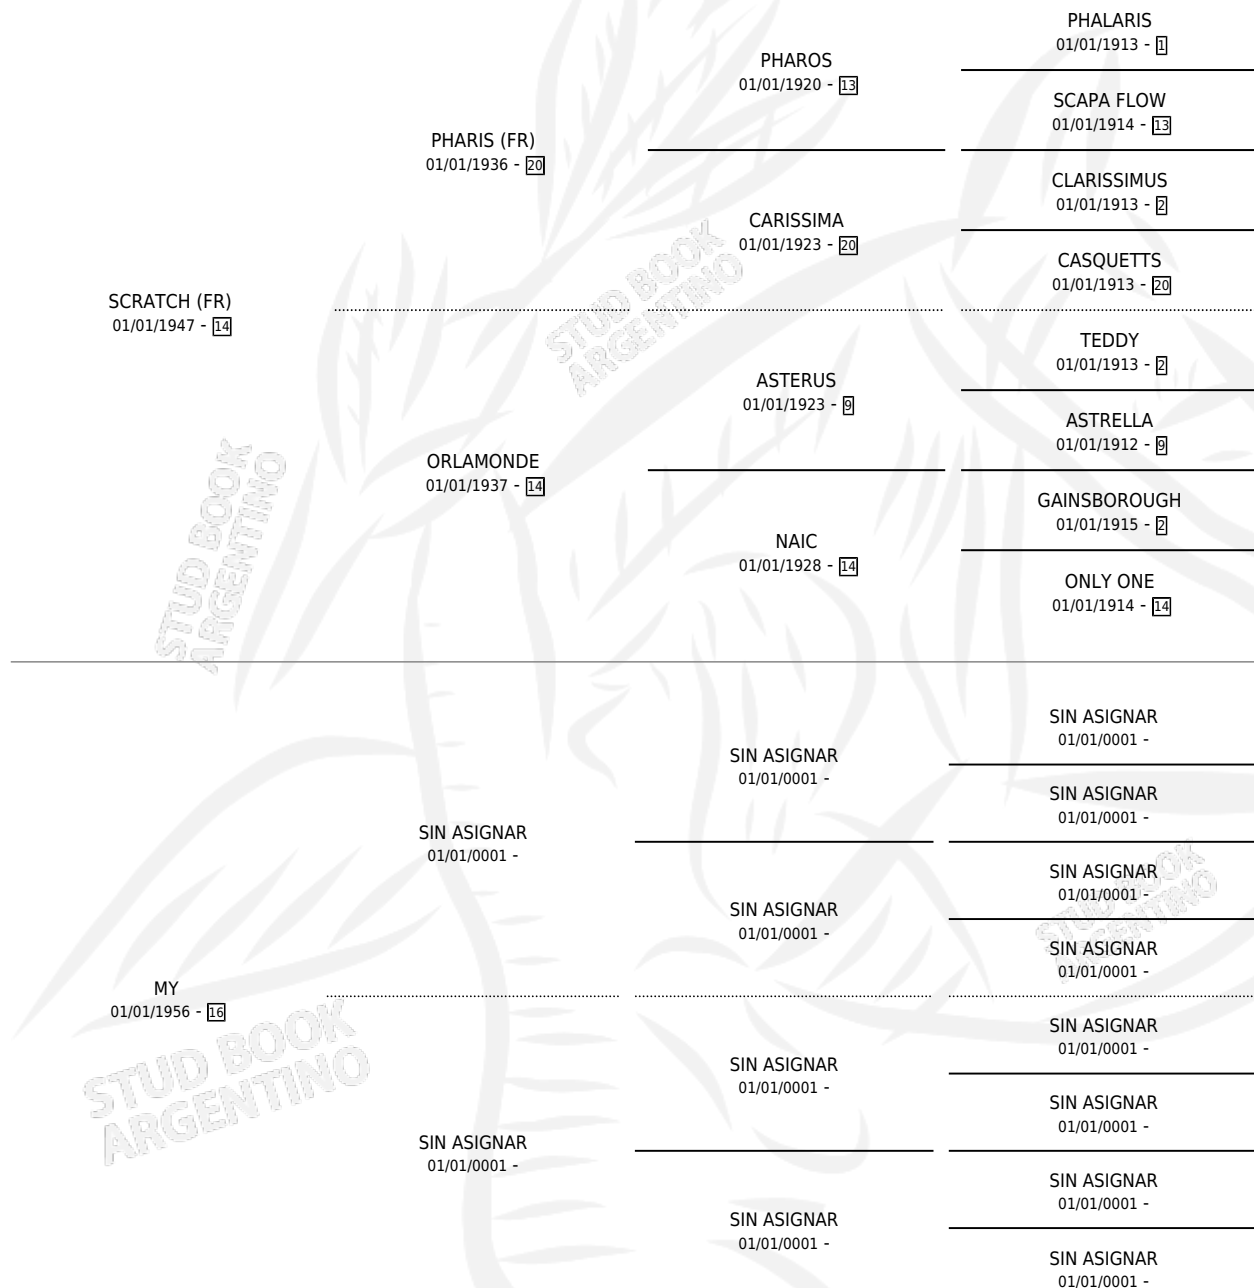 PHALARIS
01/01/1913 - 1
PHAROS
01/01/1920 - 13
SCAPA FLOW
01/01/1914 - 13
PHARIS (FR)
01/01/1936 - 20
CLARISSIMUS
01/01/1913 - 2
CARISSIMA
01/01/1923 - 20
CASQUETTS
01/01/1913 - 20
SCRATCH (FR)
01/01/1947 - 14
STUD BOOK
ARGENTINO
TEDDY
01/01/1913 - 2
ASTERUS
01/01/1923 - 9
ASTRELLA
01/01/1912 - 9
ORLAMONDE
01/01/1937 - 14
GAINSBOROUGH
01/01/1915 - 2
NAIC
01/01/1928 - 14
ONLY ONE
01/01/1914 - 14
STUD BOOK
ARGENTINO
SIN ASIGNAR
01/01/0001 -
SIN ASIGNAR
01/01/0001 -
SIN ASIGNAR
01/01/0001 -
SIN ASIGNAR
01/01/0001 -
SIN ASIGNAR
01/01/0001 -
SIN ASIGNAR
01/01/0001 -
SIN ASIGNAR
01/01/0001 -
STUD BOOK
ARGENTINO
MY
01/01/1956 - 16
STUD BOOK
ARGENTINO
SIN ASIGNAR
01/01/0001 -
SIN ASIGNAR
01/01/0001 -
SIN ASIGNAR
01/01/0001 -
SIN ASIGNAR
01/01/0001 -
SIN ASIGNAR
01/01/0001 -
SIN ASIGNAR
01/01/0001 -
SIN ASIGNAR
01/01/0001 -